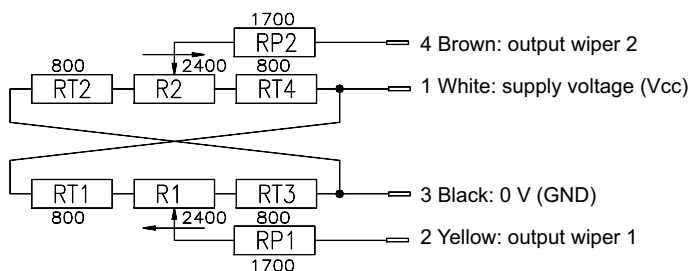 1700
RP2
4 Brown: output wiper 2
800
2400
800
RT2
R2
RT4
1 White: supply voltage (Vcc)
RT1
R1
RT3
3 Black: 0 V (GND)
800
2400
800
RP1
2 Yellow: output wiper 1
1700